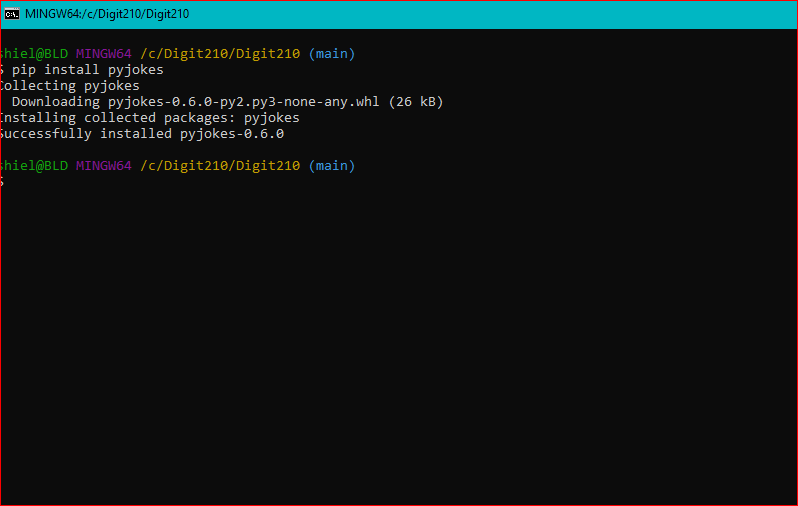 MINGW64:/c/Digit210/Digit210
shiel@BLD MINGW64 /c/Digit210/Digit210 (main)
$ pip install pyjokes
Collecting pyjokes
  Downloading pyjokes-0.6.0-py2.py3-none-any.whl (26 kB)
Installing collected packages: pyjokes
Successfully installed pyjokes-0.6.0
shiel@BLD MINGW64 /c/Digit210/Digit210 (main)
$